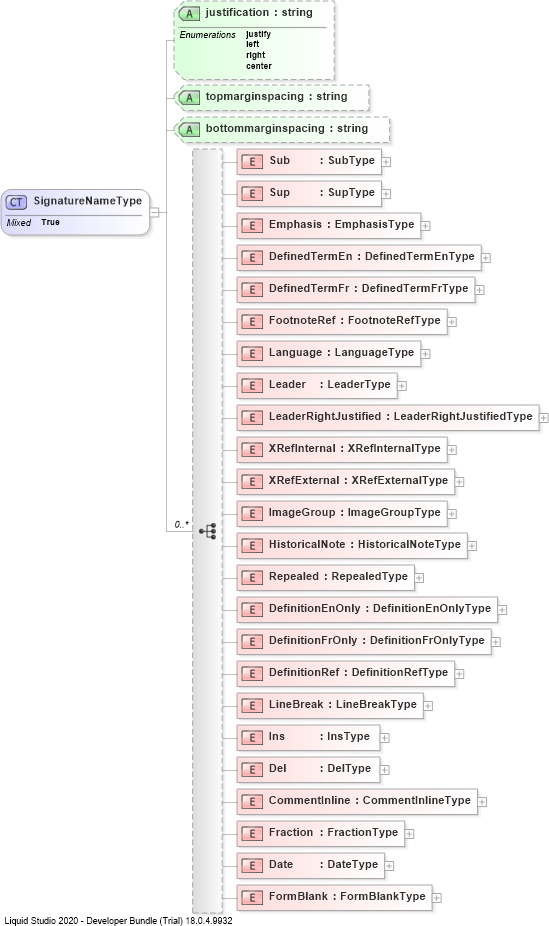 A justification : string
Enumerations justify
left
right
center
A topmarginspacing : string
A bottommarginspacing : string
CT SignatureNameType
Mixed True
0..*
E Sub : SubType
E Sup : SupType
E Emphasis : EmphasisType
E DefinedTermEn : DefinedTermEnType
E DefinedTermFr : DefinedTermFrType
E FootnoteRef : FootnoteRefType
E Language : LanguageType
E Leader : LeaderType
E LeaderRightJustified : LeaderRightJustifiedType
E XRefInternal : XRefInternalType
E XRefExternal : XRefExternalType
E ImageGroup : ImageGroupType
E HistoricalNote : HistoricalNoteType
E Repealed : RepealedType
E DefinitionEnOnly : DefinitionEnOnlyType
E DefinitionFrOnly : DefinitionFrOnlyType
E DefinitionRef : DefinitionRefType
E LineBreak : LineBreakType
E Ins : InsType
E Del : DelType
E CommentInline : CommentInlineType
E Fraction : FractionType
E Date : DateType
E FormBlank : FormBlankType
Liquid Studio 2020 - Developer Bundle (Trial) 18.0.4.9932